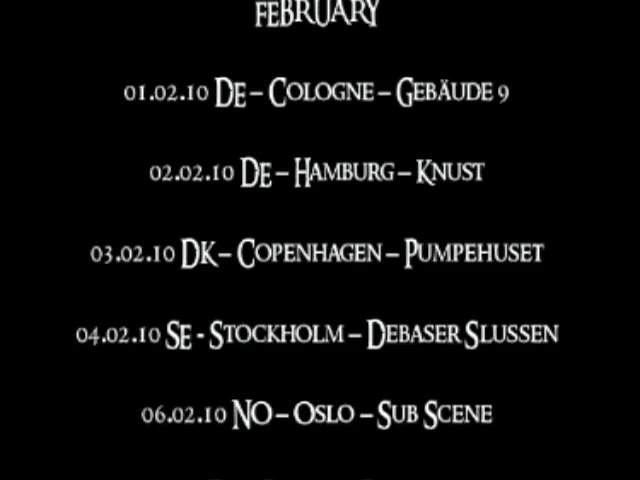 FEBRUARY
01.02.10 DE – COLOGNE – GEBÄUDE 9
02.02.10 DE – HAMBURG – KNUST
03.02.10 DK – COPENHAGEN – PUMPEHUSET
04.02.10 SE - STOCKHOLM – DEBASER SLUSSEN
06.02.10 NO – OSLO – SUB SCENE